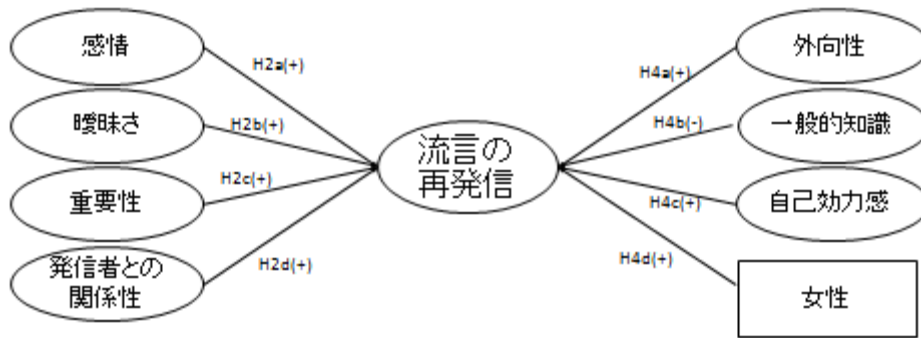 感情
H2a(+)
曖昧さ
H2b(+)
重要性
H2c(+)
発信者との
関係性
H2d(+)
流言の
再発信
H4a(+)
外向性
H4b(-)
一般的知識
H4c(+)
自己効力感
H4d(+)
女性